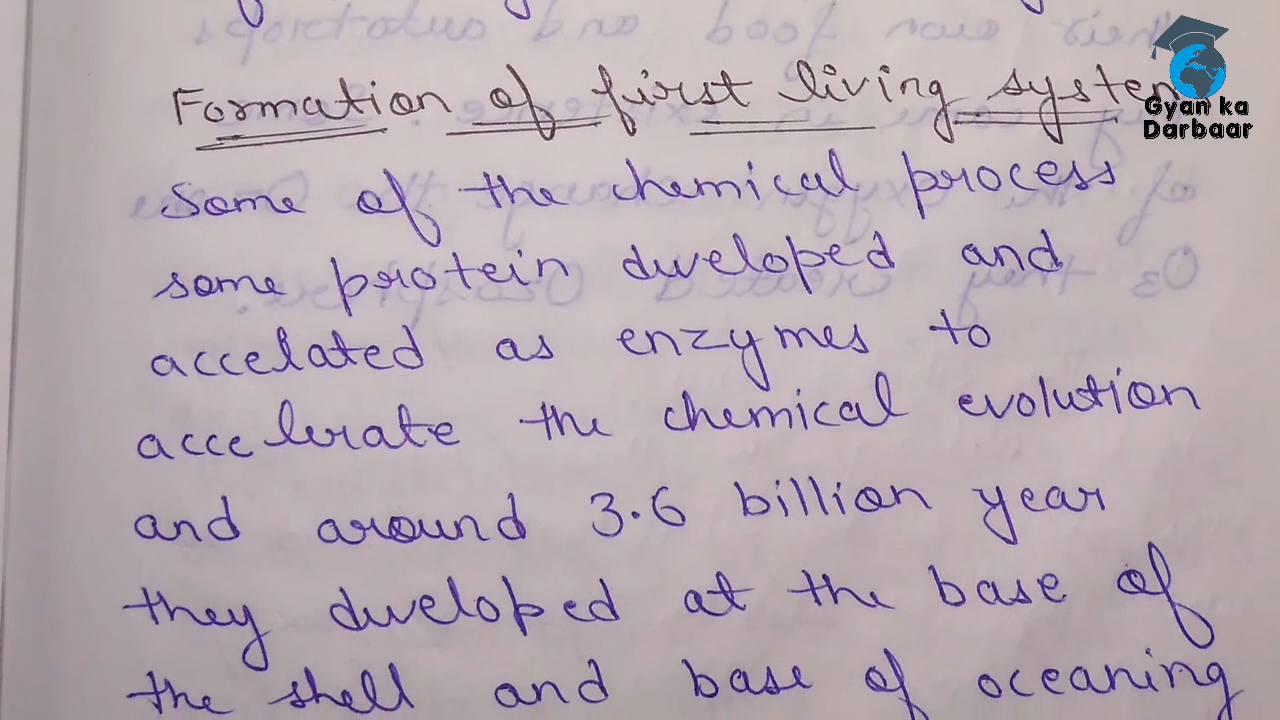 Formation of first living system
Gyan ka
Darbaar
Some of the chemical process
some protein dweloped and
accelated as enzymes to
accelerate the chemical evolution
and around 3.6 billion year
they dweloped at the base of
the shell and base of oceaning